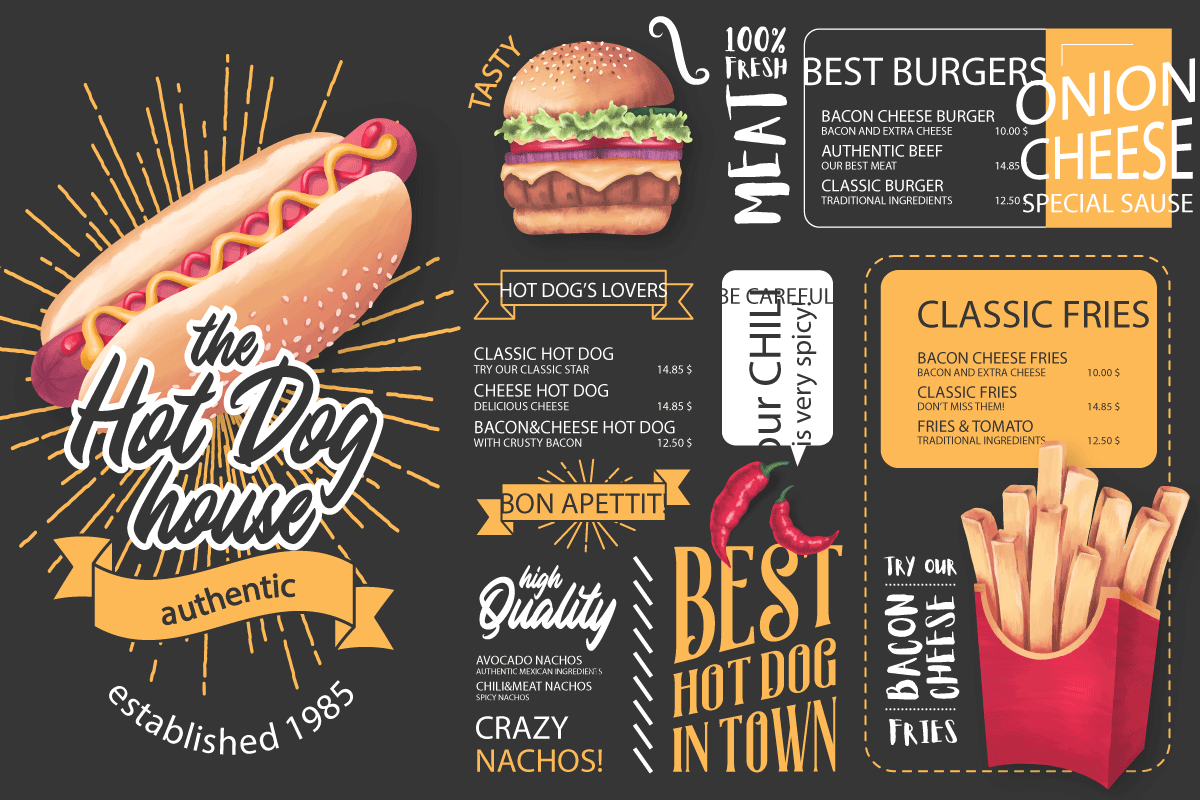 the
Hot Dog
house
authentic
established 1985
TASTY
100%
FRESH
MEAT
BEST BURGERS
BACON CHEESE BURGER
BACON AND EXTRA CHEESE 10.00 $
AUTHENTIC BEEF
OUR BEST MEAT 14.85
CLASSIC BURGER
TRADITIONAL INGREDIENTS 12.50
ONION
CHEESE
SPECIAL SAUSE
HOT DOG'S LOVERS
CLASSIC HOT DOG
TRY OUR CLASSIC STAR 14.85 $
CHEESE HOT DOG
DELICIOUS CHEESE 14.85 $
BACON&CHEESE HOT DOG
WITH CRUSTY BACON 12.50 $
BON APETTIT!
high
Quality
AVOCADO NACHOS
AUTHENTIC MEXICAN INGREDIENTS
CHILI&MEAT NACHOS
SPICY NACHOS
CRAZY
NACHOS!
BE CAREFUL
our CHILI
is very spicy!
BEST
HOT DOG
IN TOWN
CLASSIC FRIES
BACON CHEESE FRIES
BACON AND EXTRA CHEESE 10.00 $
CLASSIC FRIES
DON'T MISS THEM! 14.85 $
FRIES & TOMATO
TRADITIONAL INGREDIENTS 12.50 $
TRY OUR
BACON
CHEESE
FRIES